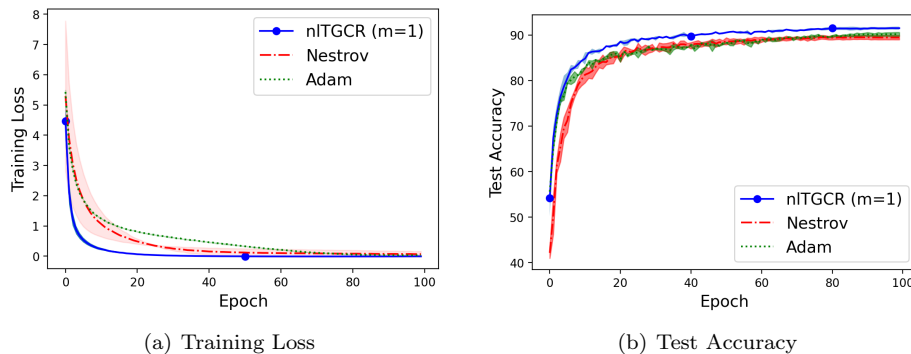 8
7
6
5
4
3
2
1
0
Training Loss
nlTGCR (m=1)
Nestrov
Adam
0 20 40 60 80 100
Epoch
(a) Training Loss
90
80
70
60
50
40
Test Accuracy
nlTGCR (m=1)
Nestrov
Adam
0 20 40 60 80 100
Epoch
(b) Test Accuracy